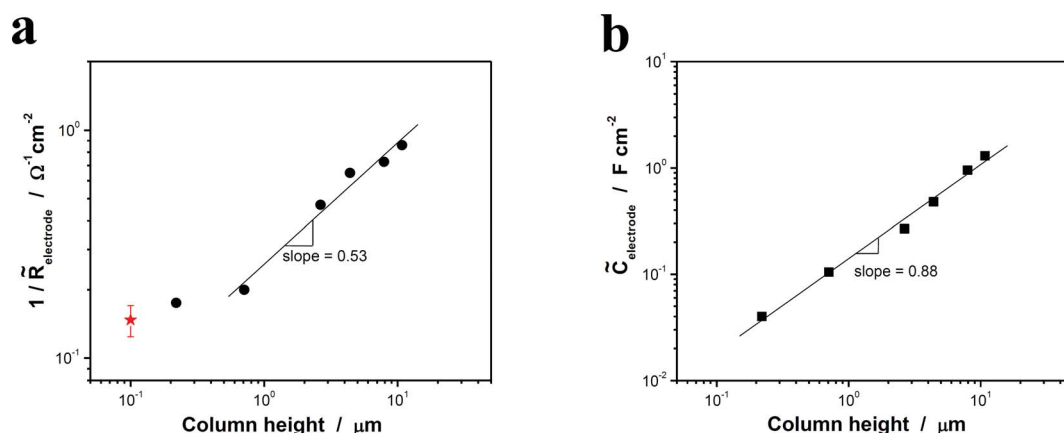 a
10⁰
10⁻¹
1 / R̃electrode / Ω⁻¹cm⁻²
slope = 0.53
10⁻¹ 10⁰ 10¹
Column height / μm
b
10¹
10⁰
10⁻¹
10⁻²
C̃electrode / F cm⁻²
slope = 0.88
10⁻¹ 10⁰ 10¹
Column height / μm